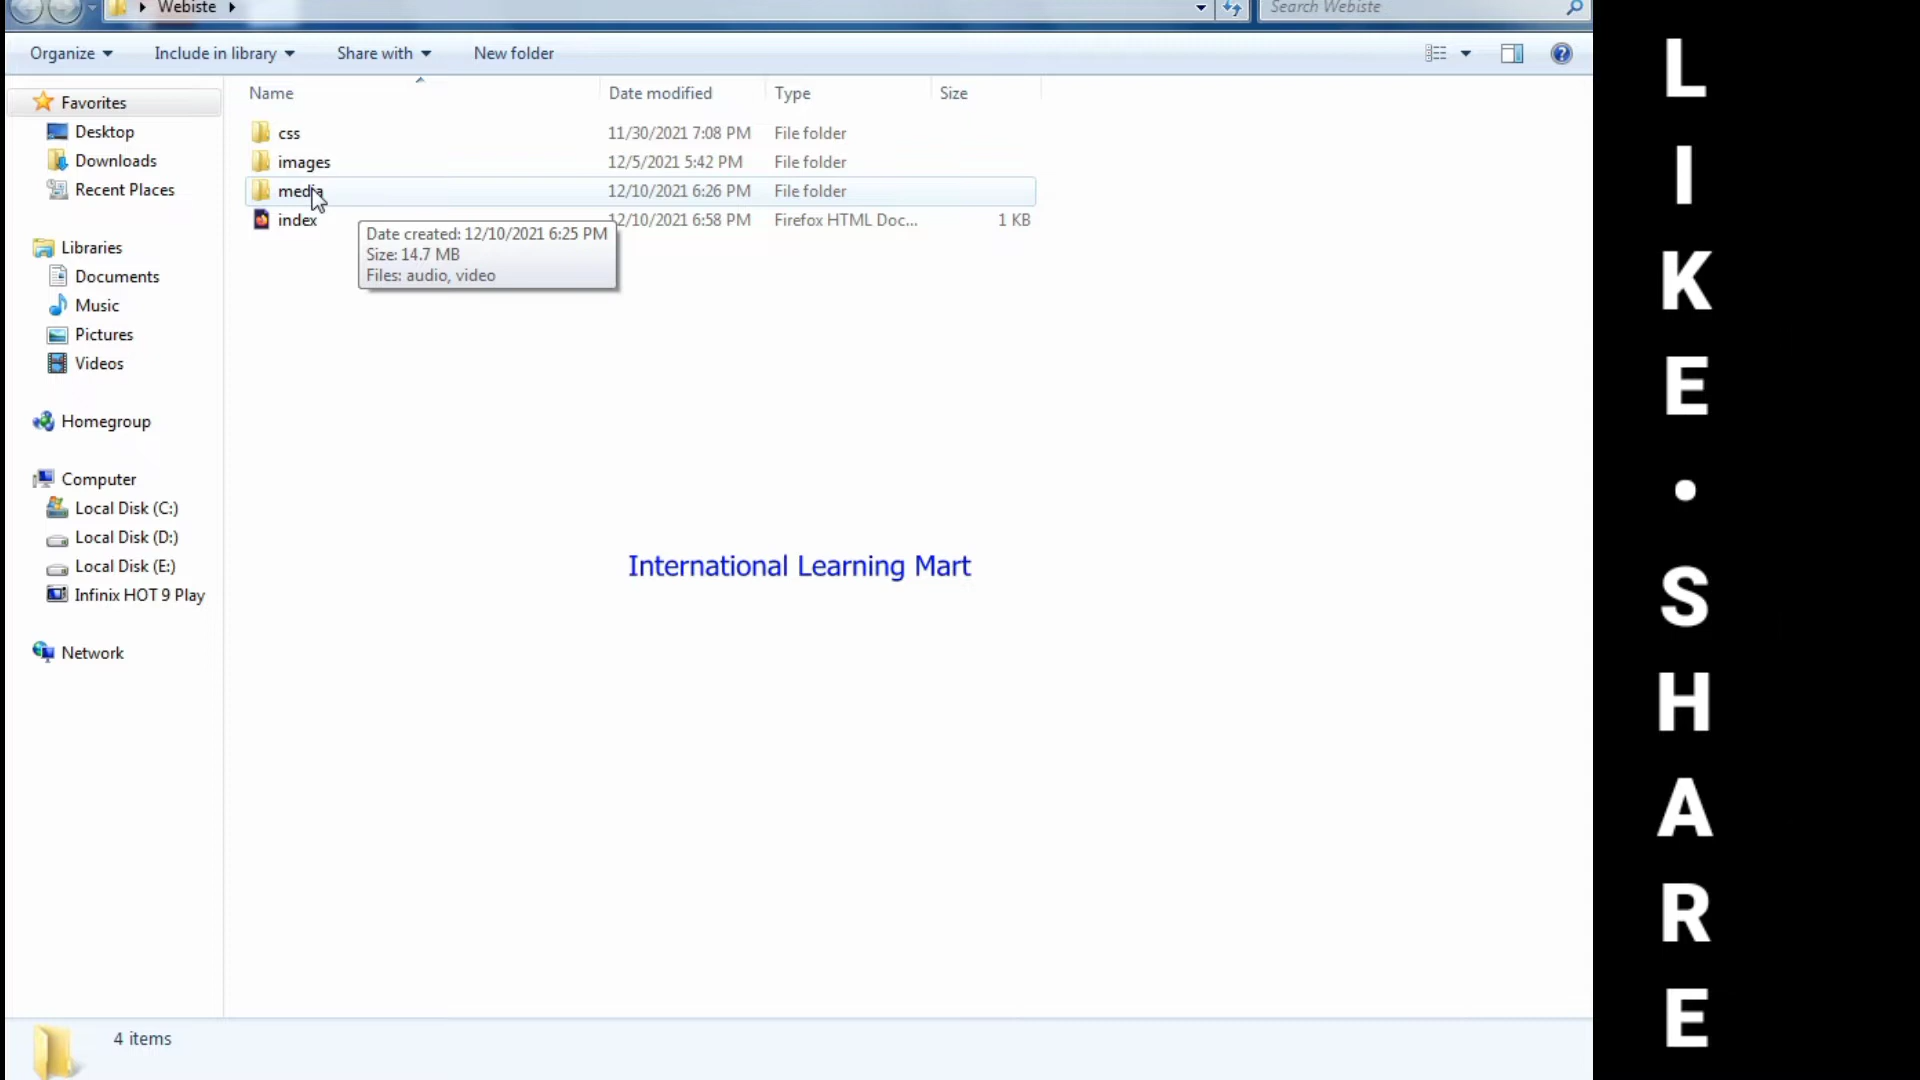 Webiste
Search Webiste
Organize
Include in library
Share with
New folder
Name
Date modified
Type
Size
css 11/30/2021 7:08 PM File folder
images 12/5/2021 5:42 PM File folder
media 12/10/2021 6:26 PM File folder
index 12/10/2021 6:58 PM Firefox HTML Doc... 1 KB
Date created: 12/10/2021 6:25 PM
Size: 14.7 MB
Files: audio, video
Favorites
Desktop
Downloads
Recent Places
Libraries
Documents
Music
Pictures
Videos
Homegroup
Computer
Local Disk (C:)
Local Disk (D:)
Local Disk (E:)
Infinix HOT 9 Play
Network
International Learning Mart
4 items
LIKE • SHARE